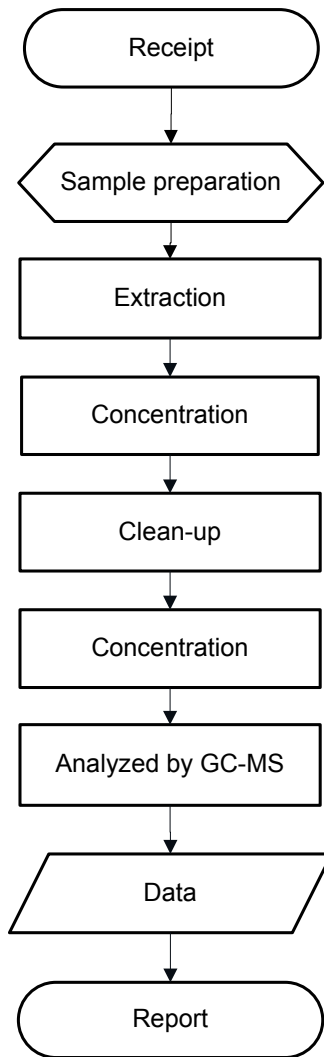 Receipt
Sample preparation
Extraction
Concentration
Clean-up
Concentration
Analyzed by GC-MS
Data
Report